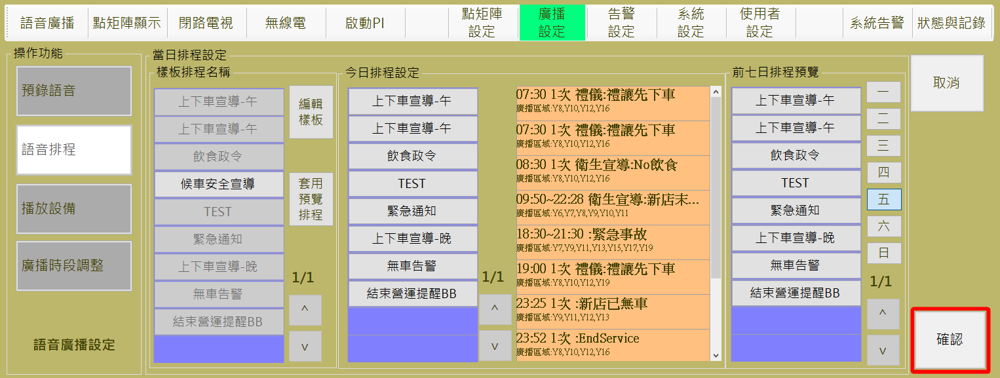 語音廣播
點矩陣顯示
閉路電視
無線電
啟動PI
點矩陣
設定
廣播
設定
告警
設定
系統
設定
使用者
設定
系統告警
狀態與記錄
操作功能
預錄語音
語音排程
播放設備
廣播時段調整
語音廣播設定
當日排程設定
樣板排程名稱
上下車宣導-午
上下車宣導-午
飲食政令
候車安全宣導
TEST
緊急通知
上下車宣導-晚
無車告警
結束營運提醒BB
編輯
樣板
套用
預覽
排程
1/1
^
v
今日排程設定
上下車宣導-午
上下車宣導-午
飲食政令
TEST
緊急通知
上下車宣導-晚
無車告警
結束營運提醒BB
1/1
^
v
07:30 1次 禮儀:禮讓先下車
廣播區域:Y8,Y10,Y12,Y16
07:30 1次 禮儀:禮讓先下車
廣播區域:Y8,Y10,Y12,Y16
08:30 1次 衛生宣導:No飲食
廣播區域:Y8,Y10,Y12,Y16
09:50~22:28 衛生宣導:新店末...
廣播區域:Y6,Y7,Y8,Y9,Y10,Y11
18:30~21:30 :緊急事故
廣播區域:Y7,Y9,Y11,Y13,Y15,Y17,Y19
19:00 1次 禮儀:禮讓先下車
廣播區域:Y8,Y10,Y12,Y19
23:25 1次 :新店已無車
廣播區域:Y9,Y11,Y12,Y13
23:52 1次 :EndService
廣播區域:Y8,Y10,Y12,Y16
前七日排程預覽
上下車宣導-午
上下車宣導-午
飲食政令
TEST
緊急通知
上下車宣導-晚
無車告警
結束營運提醒BB
一
二
三
四
五
六
日
1/1
^
v
取消
確認